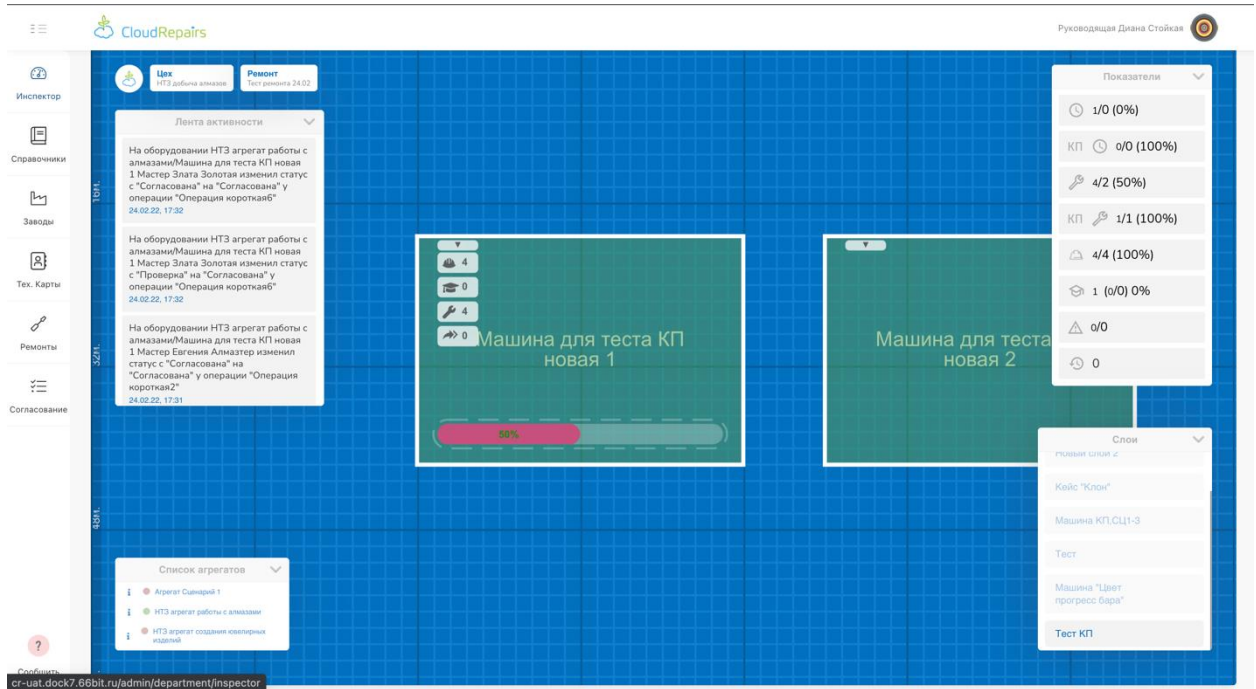 CloudRepairs
Руководящая Диана Стойкая
Инспектор
Справочники
Заводы
Тех. Карты
Ремонты
Согласование
?
Сообщить
Цех
НТЗ добыча алмазов
Ремонт
Тест ремонта 24.02
Лента активности
На оборудовании НТЗ агрегат работы с
алмазами/Машина для теста КП новая
1 Мастер Злата Золотая изменил статус
с "Согласована" на "Согласована" у
операции "Операция короткая6"
24.02.22, 17:32
На оборудовании НТЗ агрегат работы с
алмазами/Машина для теста КП новая
1 Мастер Злата Золотая изменил статус
с "Проверка" на "Согласована" у
операции "Операция короткая6"
24.02.22, 17:32
На оборудовании НТЗ агрегат работы с
алмазами/Машина для теста КП новая
1 Мастер Евгения Алмазтер изменил
статус с "Согласована" на
"Согласована" у операции "Операция
короткая2"
24.02.22, 17:31
16м.
32м.
48м.
4
0
4
0
Машина для теста КП
новая 1
50%
Машина для теста
новая 2
Показатели
1/0 (0%)
КП 0/0 (100%)
4/2 (50%)
КП 1/1 (100%)
4/4 (100%)
1 (0/0) 0%
0/0
0
Слои
Новый слой 2
Кейс "Клон"
Машина КП,СЦ1-3
Тест
Машина "Цвет
прогресс бара"
Тест КП
Список агрегатов
Агрегат Сценарий 1
НТЗ агрегат работы с алмазами
НТЗ агрегат создания ювелирных
изделий
cr-uat.dock7.66bit.ru/admin/department/inspector